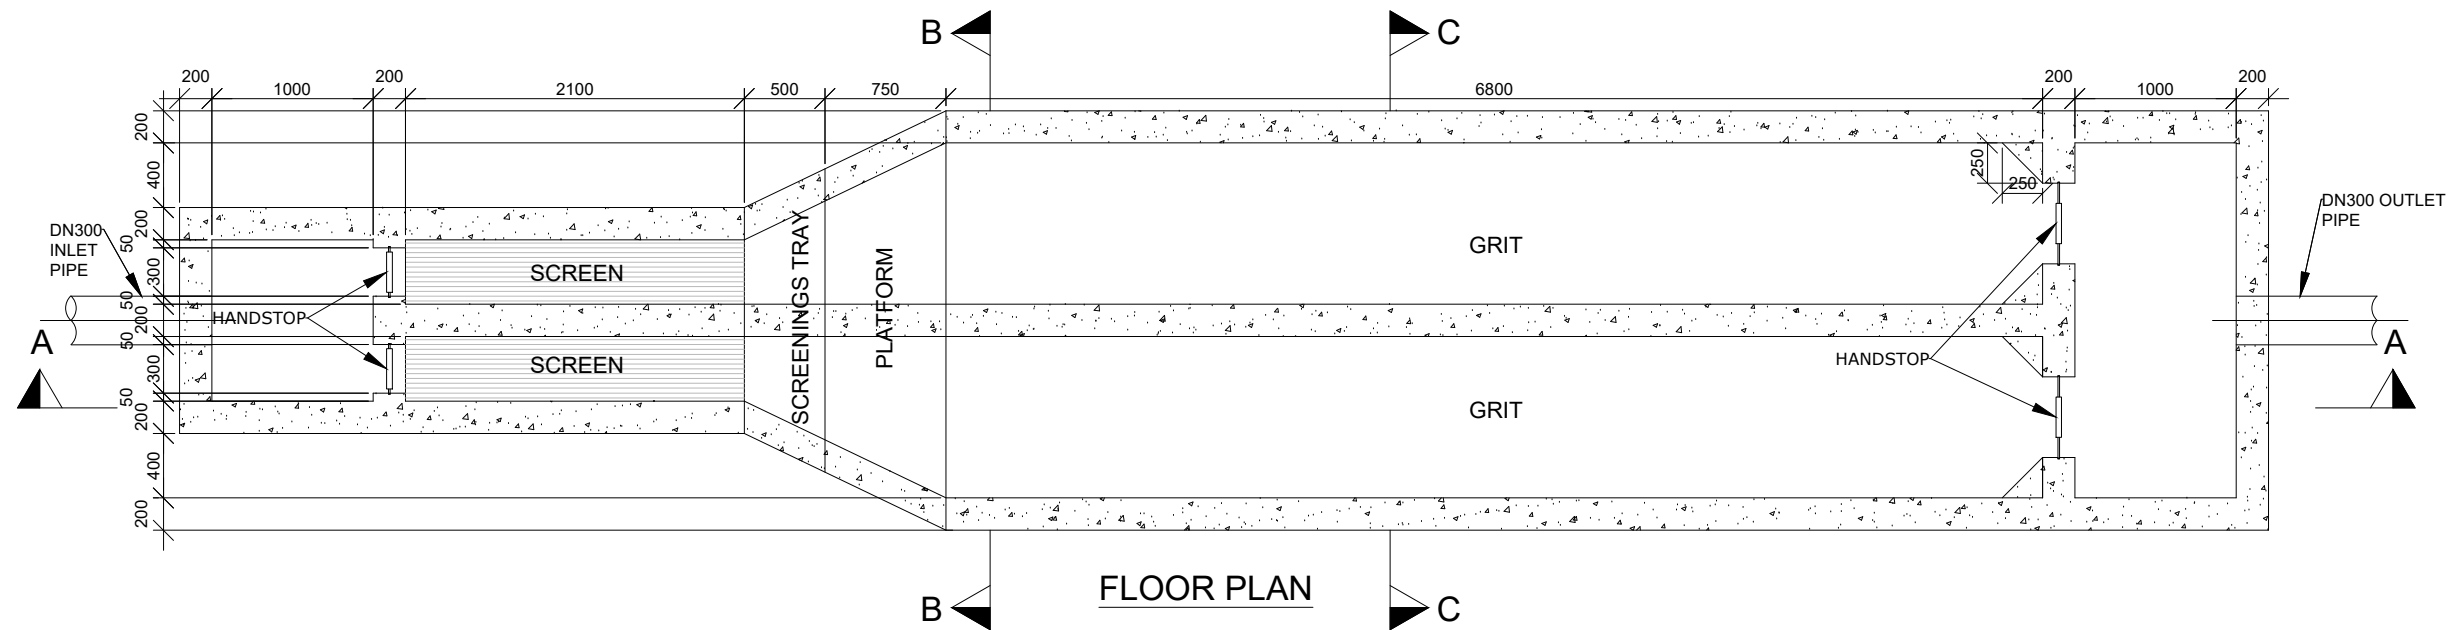 B
C
200
1000
200
2100
500
750
6800
200
1000
200
200
400
200
50
300
50
200
50
300
50
200
400
200
250
250
DN300
INLET
PIPE
DN300 OUTLET
PIPE
SCREEN
SCREEN
SCREENINGS TRAY
PLATFORM
GRIT
GRIT
HANDSTOP
HANDSTOP
A
A
B
C
FLOOR PLAN